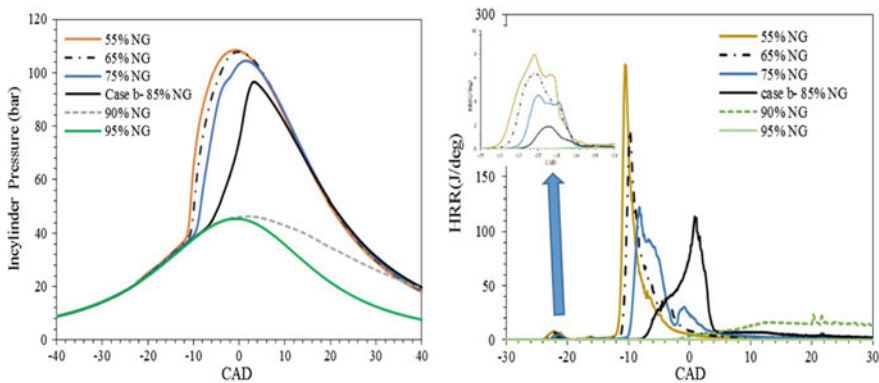 120
100
80
60
40
20
0
Incylinder Pressure (bar)
-40
-30
-20
-10
0
10
20
30
40
CAD
55% NG
65% NG
75% NG
Case b- 85% NG
90% NG
95% NG
300
150
100
50
0
HRR(J/deg)
-30
-20
-10
0
10
20
30
CAD
55% NG
65% NG
75% NG
case b- 85% NG
90% NG
95% NG
CAD